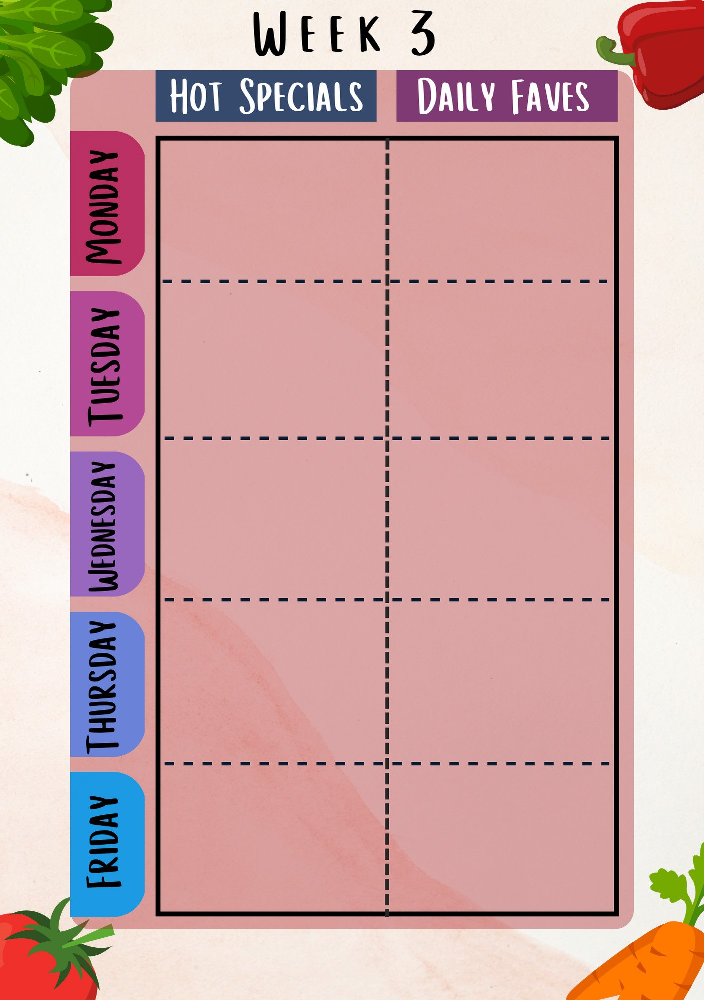 WEEK 3
HOT SPECIALS
DAILY FAVES
MONDAY
TUESDAY
WEDNESDAY
THURSDAY
FRIDAY